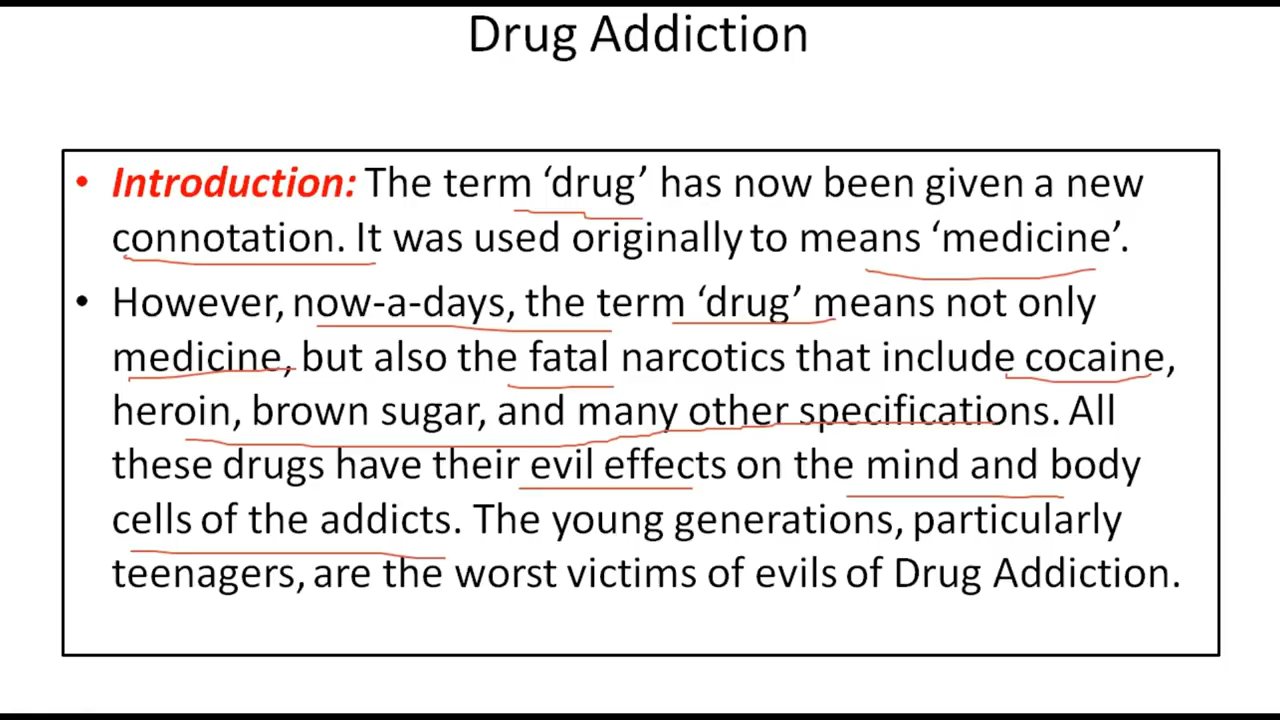 Drug Addiction
• Introduction: The term ‘drug’ has now been given a new
connotation. It was used originally to means ‘medicine’.
• However, now-a-days, the term ‘drug’ means not only
medicine, but also the fatal narcotics that include cocaine,
heroin, brown sugar, and many other specifications. All
these drugs have their evil effects on the mind and body
cells of the addicts. The young generations, particularly
teenagers, are the worst victims of evils of Drug Addiction.